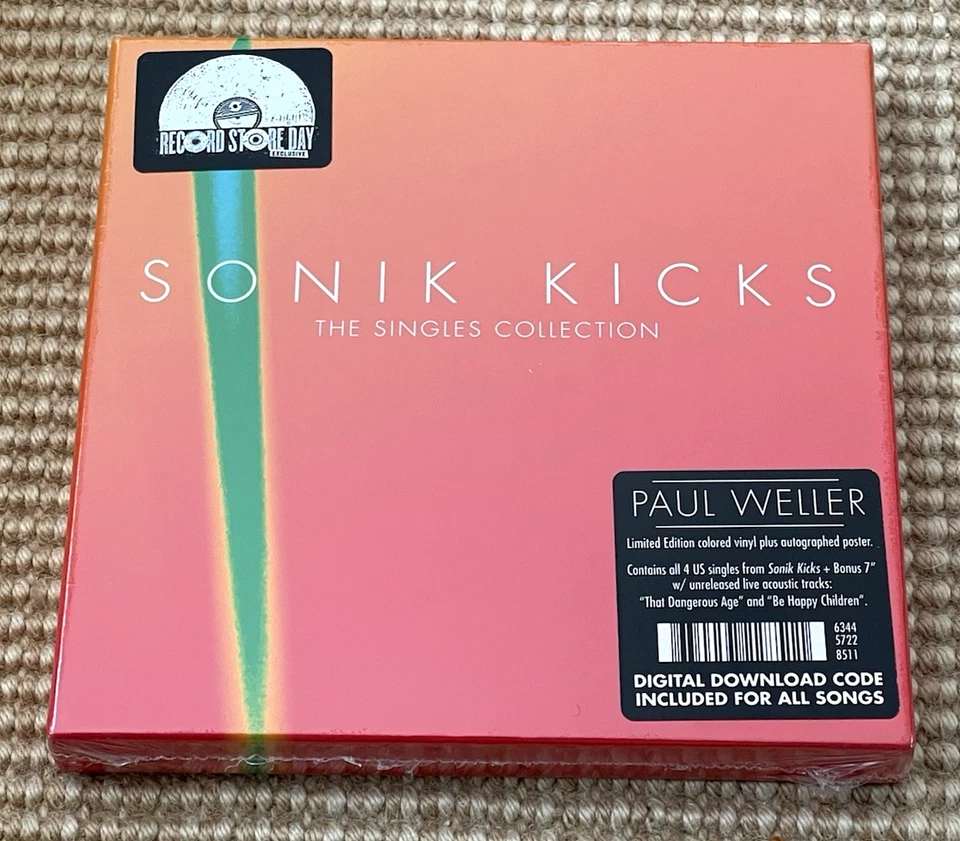 RECORD STORE DAY
EXCLUSIVE
SONIK KICKS
THE SINGLES COLLECTION
PAUL WELLER
Limited Edition colored vinyl plus autographed poster.
Contains all 4 US singles from Sonik Kicks + Bonus 7"
w/ unreleased live acoustic tracks:
"That Dangerous Age" and "Be Happy Children".
6344
5722
8511
DIGITAL DOWNLOAD CODE
INCLUDED FOR ALL SONGS